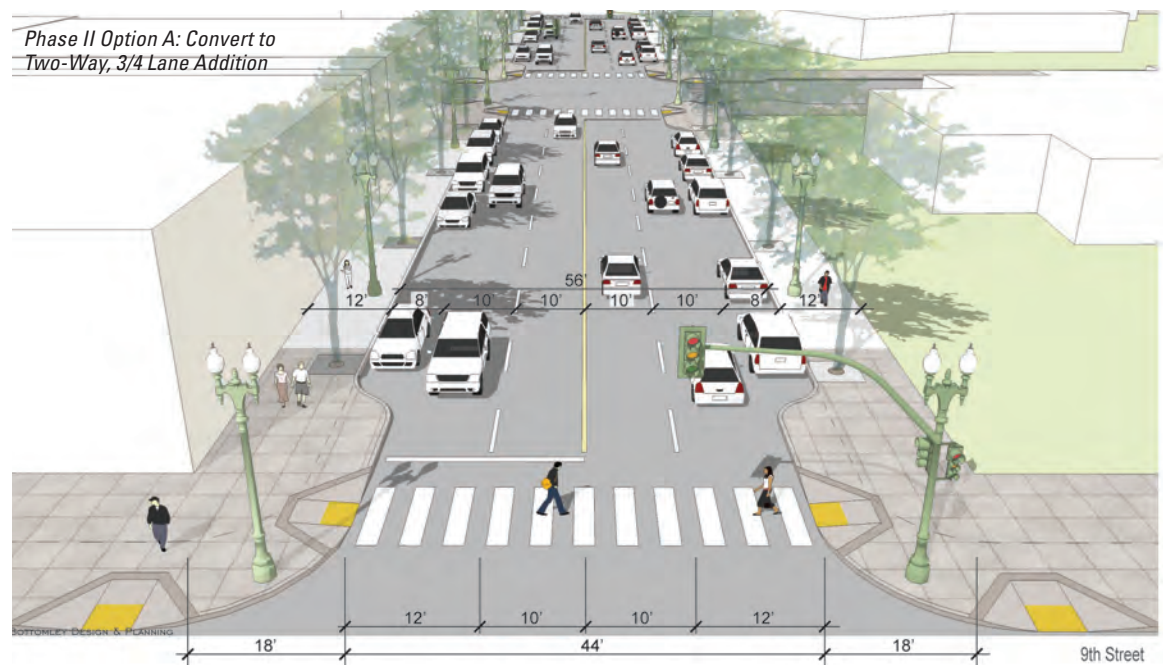 Phase II Option A: Convert to
Two-Way, 3/4 Lane Addition
56'
12' 8' 10' 10' 10' 10' 8' 12'
12' 10' 10' 12'
BOTTOMLEY DESIGN & PLANNING
18' 44' 18'
9th Street